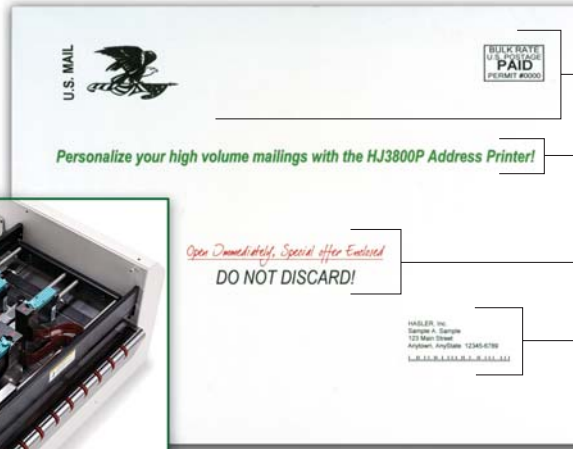 U.S. MAIL
BULK RATE
U.S. POSTAGE
PAID
PERMIT #0000
Personalize your high volume mailings with the HJ3800P Address Printer!
Open Immediately, Special offer Enclosed
DO NOT DISCARD!
HASLER, Inc.
Sample A. Sample
123 Main Street
Anytown, AnyState 12345-6789